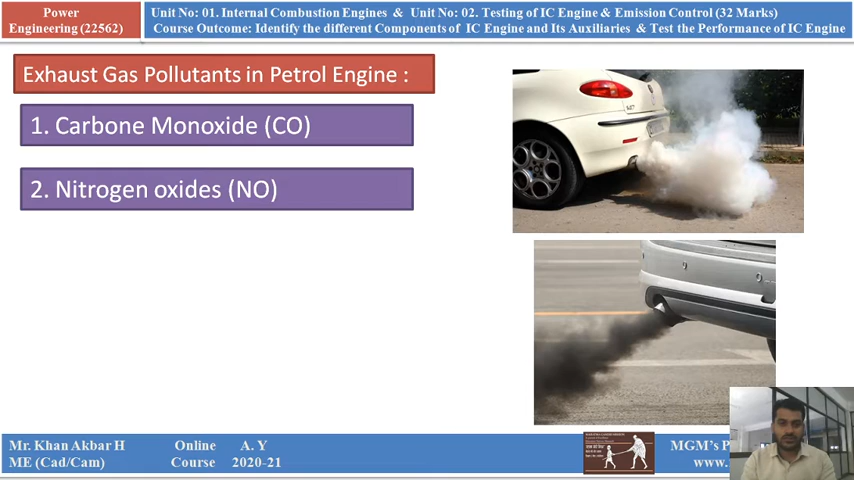 Power
Engineering (22562)
Unit No: 01. Internal Combustion Engines & Unit No: 02. Testing of IC Engine & Emission Control (32 Marks)
Course Outcome: Identify the different Components of IC Engine and Its Auxiliaries & Test the Performance of IC Engine
Exhaust Gas Pollutants in Petrol Engine :
1. Carbone Monoxide (CO)
2. Nitrogen oxides (NO)
Mr. Khan Akbar H
ME (Cad/Cam)
Online
Course
A. Y
2020-21
MGM's P
www.